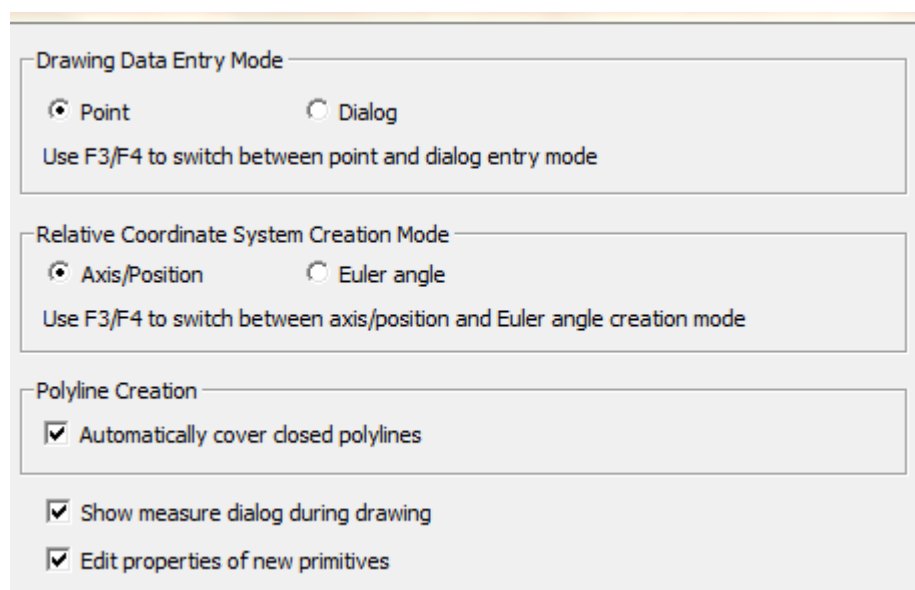 Drawing Data Entry Mode
Point Dialog
Use F3/F4 to switch between point and dialog entry mode
Relative Coordinate System Creation Mode
Axis/Position Euler angle
Use F3/F4 to switch between axis/position and Euler angle creation mode
Polyline Creation
Automatically cover closed polylines
Show measure dialog during drawing
Edit properties of new primitives